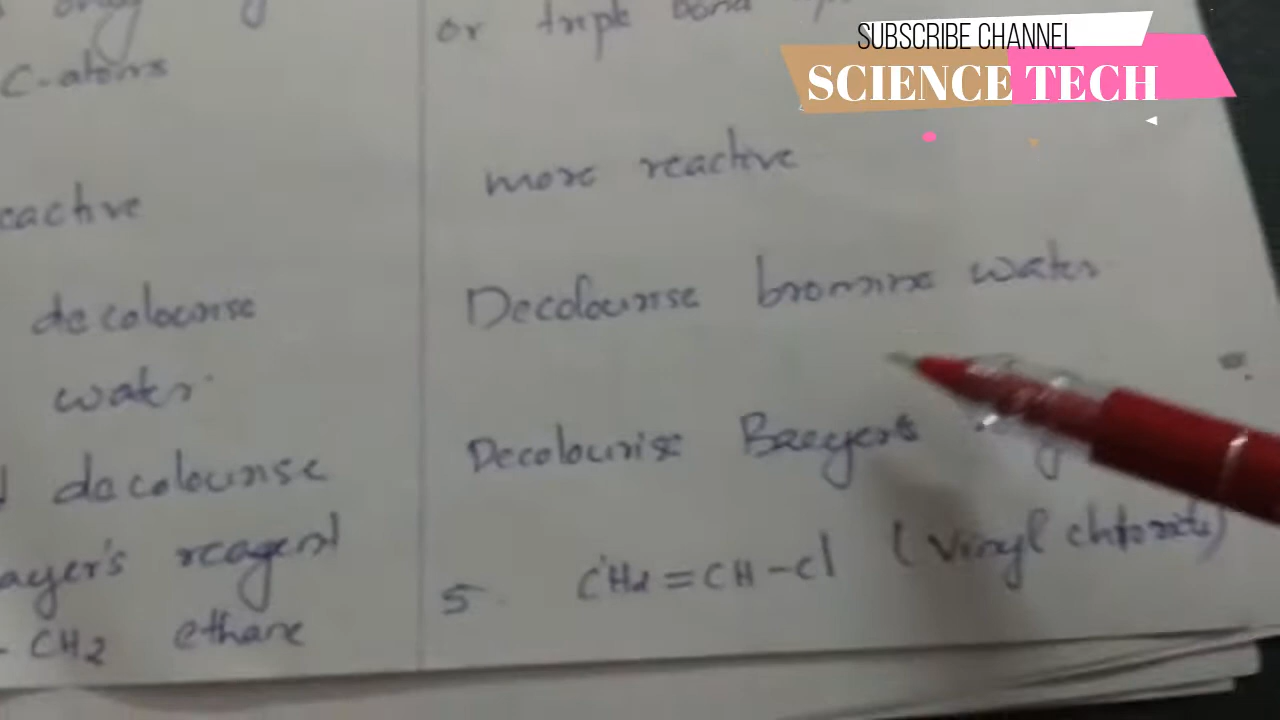 SUBSCRIBE CHANNEL
SCIENCE TECH
C-atoms
eactive
decolourise
water
decolourise
ayer's reagent
- CH2 ethane
or triple bond
more reactive
Decolourise bromine water
Decolourise Baeyer's
5. CH2=CH-Cl (Vinyl chloride)